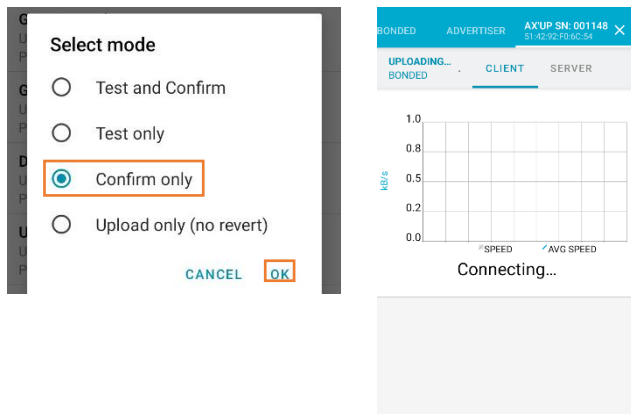 Select mode
Test and Confirm
Test only
Confirm only
Upload only (no revert)
CANCEL OK
BONDED ADVERTISER AX'UP SN: 001148
51:42:92:F0:6C:54
UPLOADING...
BONDED
CLIENT SERVER
1.0
0.8
0.5
0.2
0.0
kB/s
SPEED AVG SPEED
Connecting...